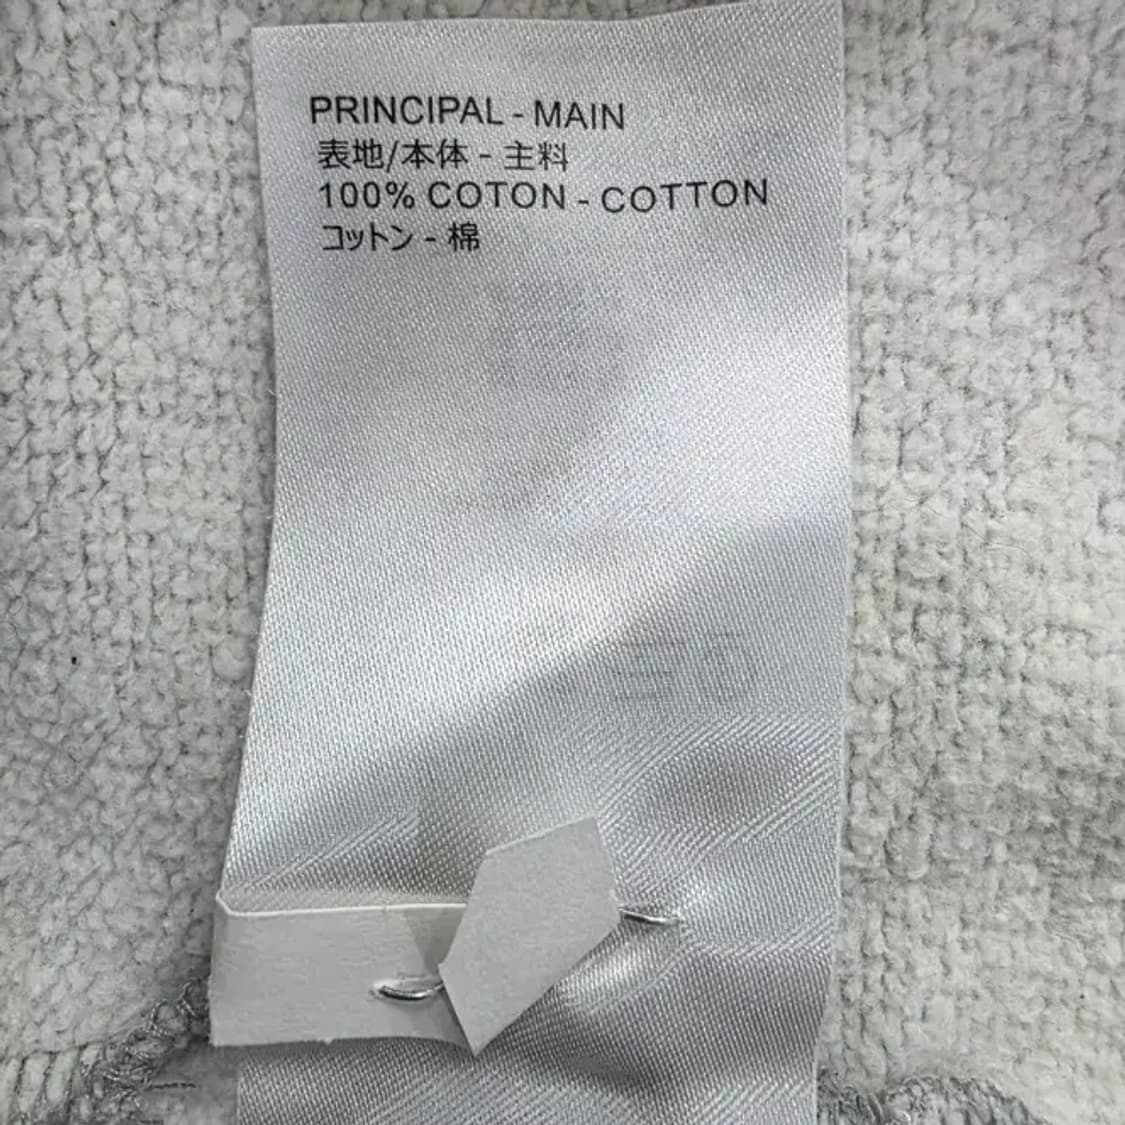 PRINCIPAL - MAIN
表地/本体 - 主料
100% COTON - COTTON
コットン - 棉